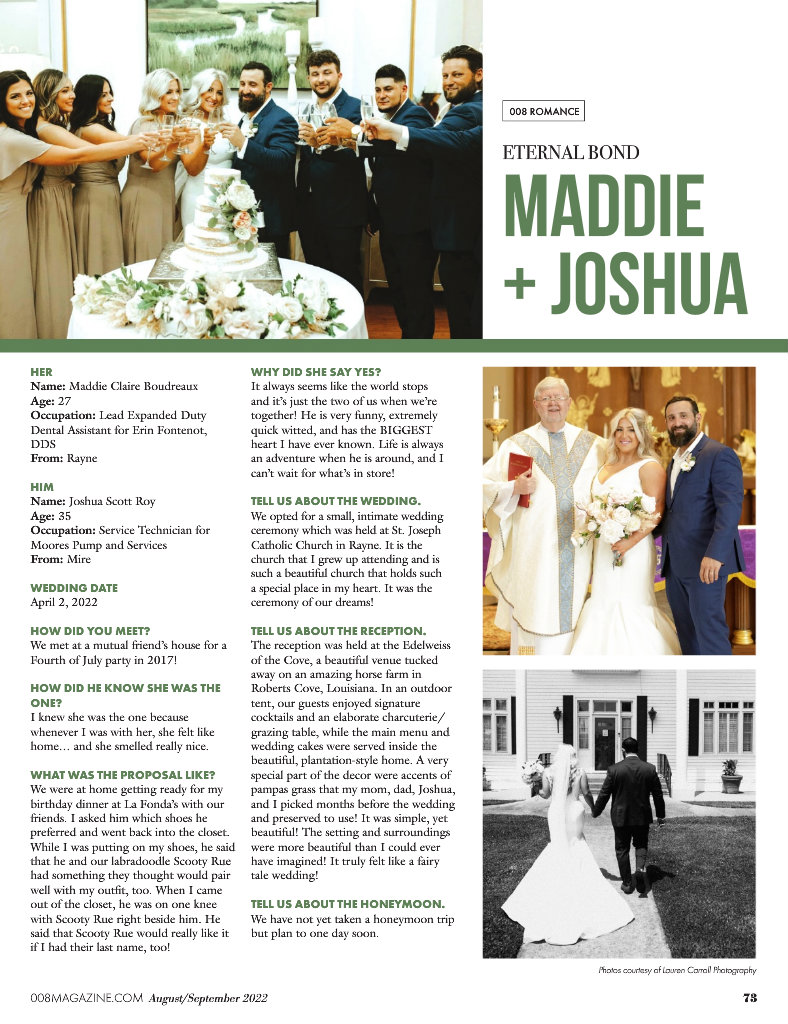 008 ROMANCE
ETERNAL BOND
MADDIE
+ JOSHUA
HER
Name: Maddie Claire Boudreaux
Age: 27
Occupation: Lead Expanded Duty
Dental Assistant for Erin Fontenot,
DDS
From: Rayne
HIM
Name: Joshua Scott Roy
Age: 35
Occupation: Service Technician for
Moores Pump and Services
From: Mire
WEDDING DATE
April 2, 2022
HOW DID YOU MEET?
We met at a mutual friend's house for a
Fourth of July party in 2017!
HOW DID HE KNOW SHE WAS THE
ONE?
I knew she was the one because
whenever I was with her, she felt like
home… and she smelled really nice.
WHAT WAS THE PROPOSAL LIKE?
We were at home getting ready for my
birthday dinner at La Fonda's with our
friends. I asked him which shoes he
preferred and went back into the closet.
While I was putting on my shoes, he said
that he and our labradoodle Scooty Rue
had something they thought would pair
well with my outfit, too. When I came
out of the closet, he was on one knee
with Scooty Rue right beside him. He
said that Scooty Rue would really like it
if I had their last name, too!
WHY DID SHE SAY YES?
It always seems like the world stops
and it's just the two of us when we're
together! He is very funny, extremely
quick witted, and has the BIGGEST
heart I have ever known. Life is always
an adventure when he is around, and I
can't wait for what's in store!
TELL US ABOUT THE WEDDING.
We opted for a small, intimate wedding
ceremony which was held at St. Joseph
Catholic Church in Rayne. It is the
church that I grew up attending and is
such a beautiful church that holds such
a special place in my heart. It was the
ceremony of our dreams!
TELL US ABOUT THE RECEPTION.
The reception was held at the Edelweiss
of the Cove, a beautiful venue tucked
away on an amazing horse farm in
Roberts Cove, Louisiana. In an outdoor
tent, our guests enjoyed signature
cocktails and an elaborate charcuterie/
grazing table, while the main menu and
wedding cakes were served inside the
beautiful, plantation-style home. A very
special part of the decor were accents of
pampas grass that my mom, dad, Joshua,
and I picked months before the wedding
and preserved to use! It was simple, yet
beautiful! The setting and surroundings
were more beautiful than I could ever
have imagined! It truly felt like a fairy
tale wedding!
TELL US ABOUT THE HONEYMOON.
We have not yet taken a honeymoon trip
but plan to one day soon.
Photos courtesy of Lauren Carroll Photography
008MAGAZINE.COM August/September 2022
73